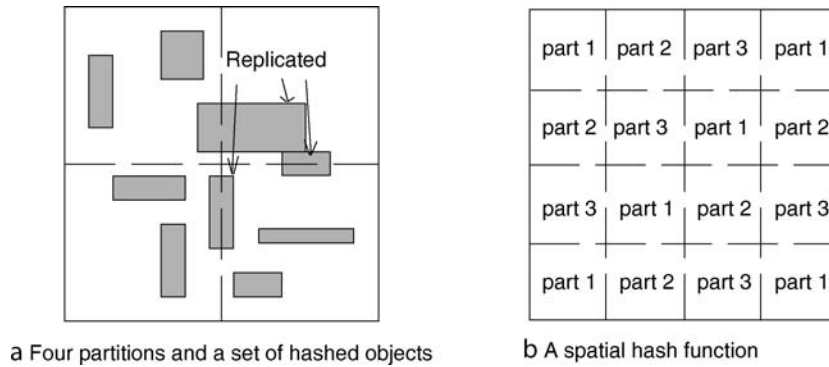 Replicated
part 1 part 2 part 3 part 1
part 2 part 3 part 1 part 2
part 3 part 1 part 2 part 3
part 1 part 2 part 3 part 1
a Four partitions and a set of hashed objects
b A spatial hash function